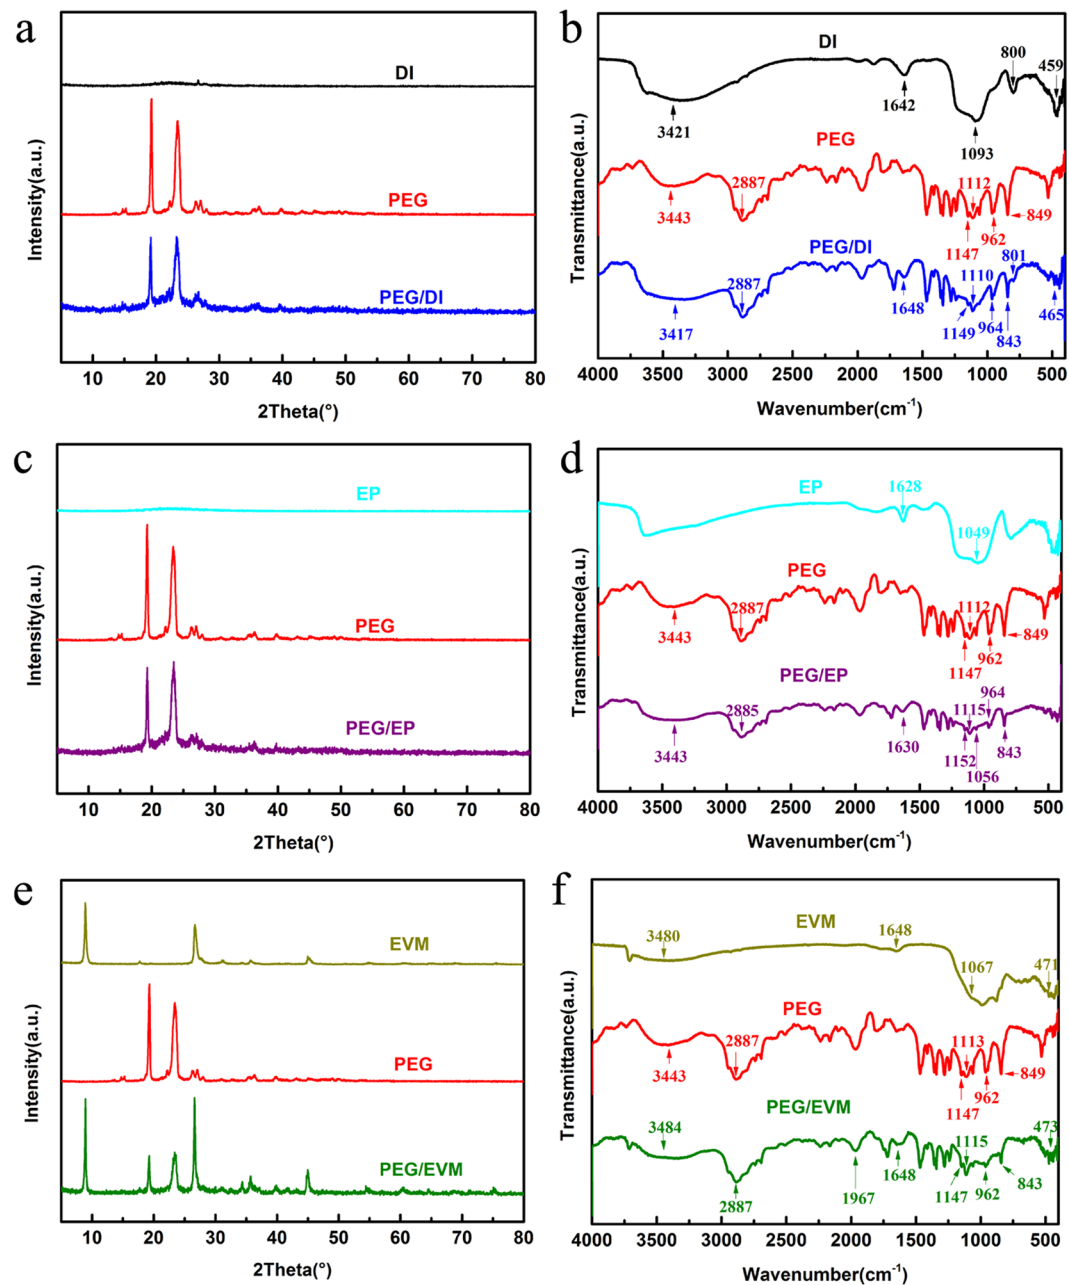 a
DI
PEG
PEG/DI
Intensity(a.u.)
10 20 30 40 50 60 70 80
2Theta(°)
b
DI
800
459
1642
3421
1093
PEG
2887
1112
3443
849
1147
962
PEG/DI
801
2887
1110
3417
1648
1149
964
843
465
Transmittance(a.u.)
4000 3500 3000 2500 2000 1500 1000 500
Wavenumber(cm⁻¹)
c
EP
PEG
PEG/EP
Intensity(a.u.)
10 20 30 40 50 60 70 80
2Theta(°)
d
EP
1628
1049
PEG
2887
1112
3443
849
1147
962
PEG/EP
964
2885
1115
3443
1630
1152
843
1056
Transmittance(a.u.)
4000 3500 3000 2500 2000 1500 1000 500
Wavenumber(cm⁻¹)
e
EVM
PEG
PEG/EVM
Intensity(a.u.)
10 20 30 40 50 60 70 80
2Theta(°)
f
EVM
3480
1648
1067
471
PEG
2887
1113
3443
849
1147
962
PEG/EVM
3484
1115
473
2887
1967
1648
1147
962
843
Transmittance(a.u.)
4000 3500 3000 2500 2000 1500 1000 500
Wavenumber(cm⁻¹)